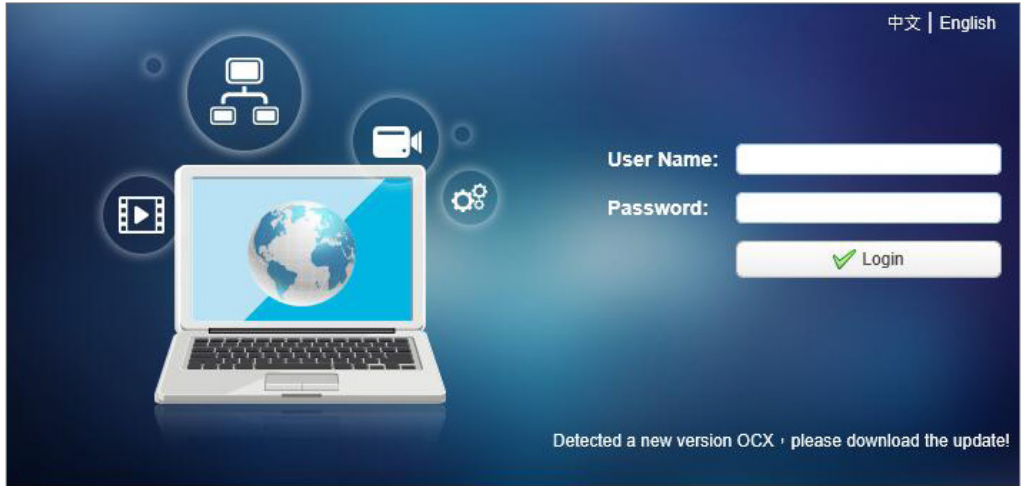 中文 | English
User Name:
Password:
Login
Detected a new version OCX，please download the update!